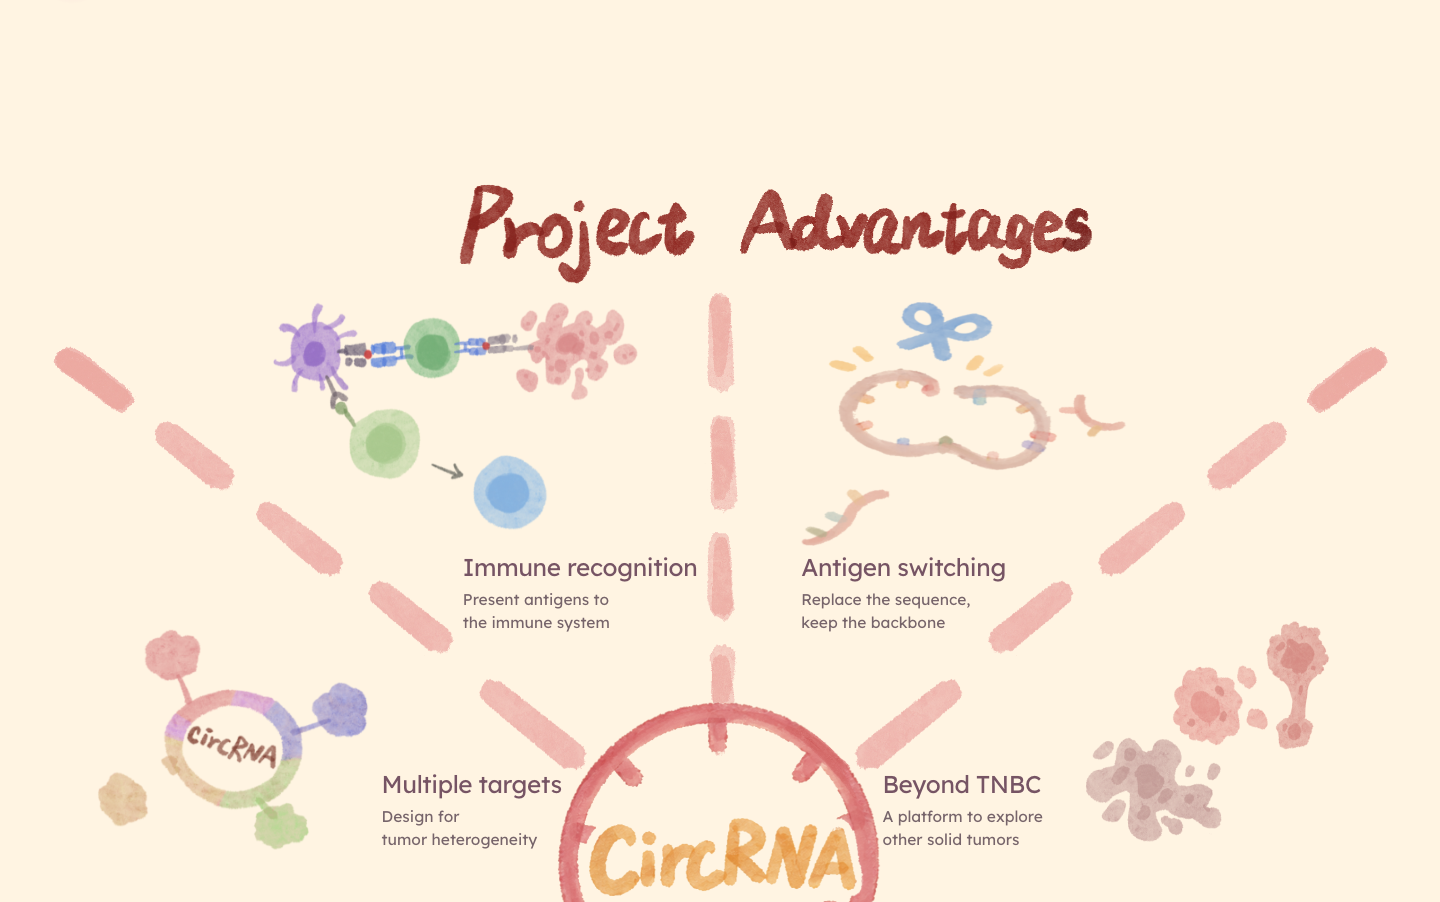 Project Advantages
Immune recognition
Present antigens to
the immune system
Antigen switching
Replace the sequence,
keep the backbone
CircRNA
Multiple targets
Design for
tumor heterogeneity
Beyond TNBC
A platform to explore
other solid tumors
CircRNA